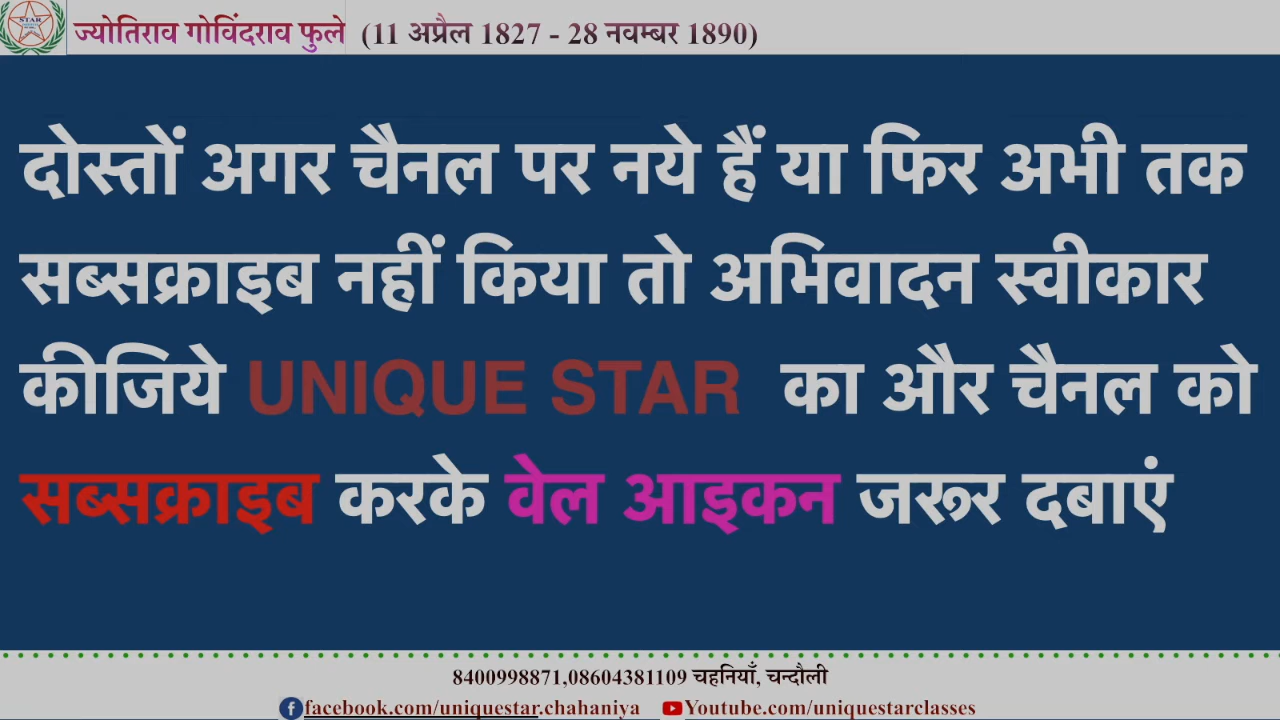 STAR
ज्योतिराव गोविंदराव फुले (11 अप्रैल 1827 - 28 नवम्बर 1890)
दोस्तों अगर चैनल पर नये हैं या फिर अभी तक
सब्सक्राइब नहीं किया तो अभिवादन स्वीकार
कीजिये UNIQUE STAR का और चैनल को
सब्सक्राइब करके वेल आइकन जरूर दबाएं
8400998871,08604381109 चहनियाँ, चन्दौली
facebook.com/uniquestar.chahaniya Youtube.com/uniquestarclasses